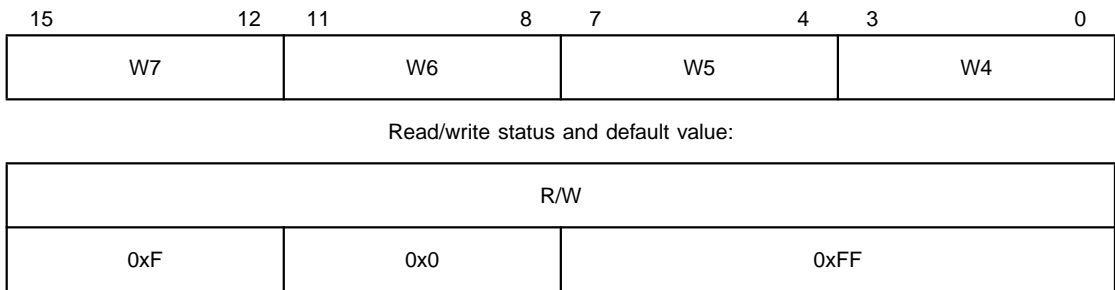 15 12 11 8 7 4 3 0
W7 W6 W5 W4
Read/write status and default value:
R/W
0xF 0x0 0xFF